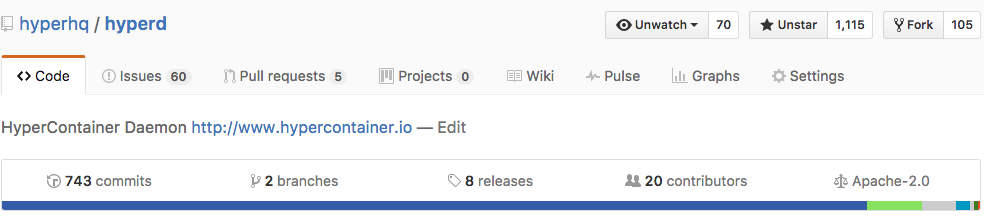 hyperhq / hyperd Unwatch 70 Unstar 1,115 Fork 105
Code Issues 60 Pull requests 5 Projects 0 Wiki Pulse Graphs Settings
HyperContainer Daemon http://www.hypercontainer.io — Edit
743 commits 2 branches 8 releases 20 contributors Apache-2.0